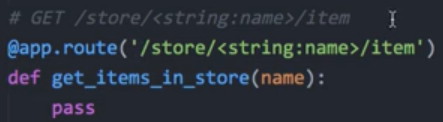 # GET /store/<string:name>/item
@app.route('/store/<string:name>/item')
def get_items_in_store(name):
    pass